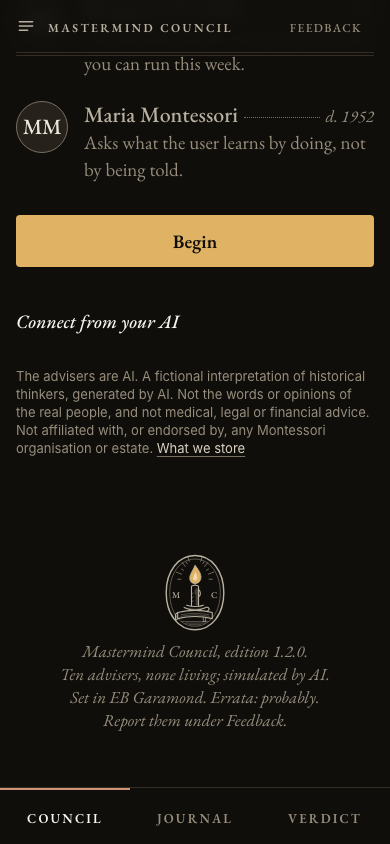 MASTERMIND COUNCIL
FEEDBACK
you can run this week.
MM
Maria Montessori
d. 1952
Asks what the user learns by doing, not
by being told.
Begin
Connect from your AI
The advisers are AI. A fictional interpretation of historical
thinkers, generated by AI. Not the words or opinions of
the real people, and not medical, legal or financial advice.
Not affiliated with, or endorsed by, any Montessori
organisation or estate. What we store
M C
Mastermind Council, edition 1.2.0.
Ten advisers, none living; simulated by AI.
Set in EB Garamond. Errata: probably.
Report them under Feedback.
COUNCIL
JOURNAL
VERDICT